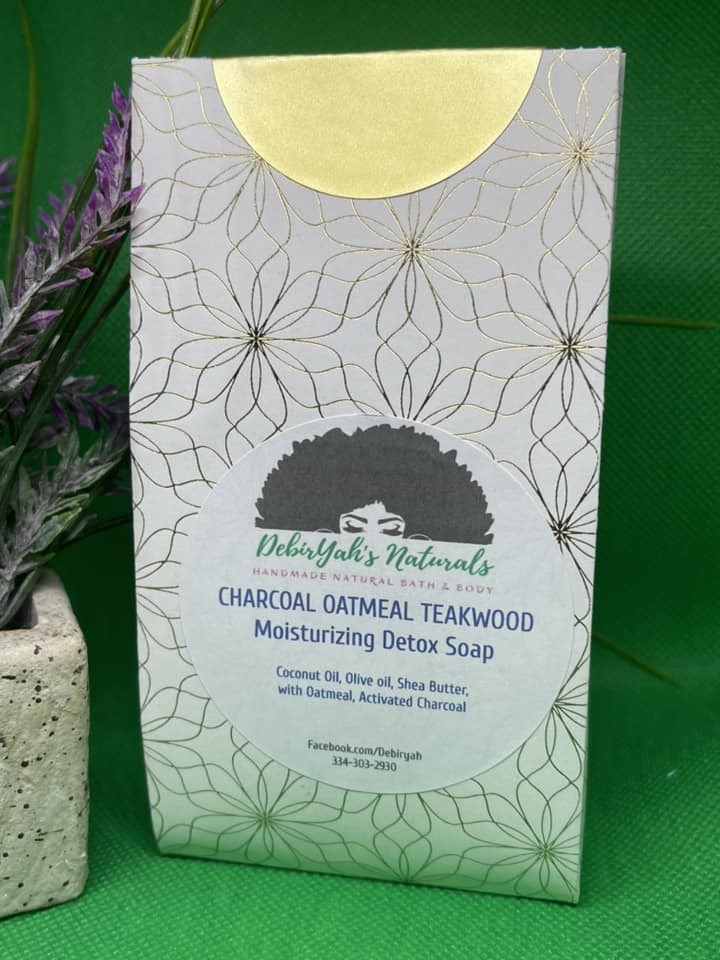 DebirYah's Naturals
HANDMADE NATURAL BATH & BODY
CHARCOAL OATMEAL TEAKWOOD
Moisturizing Detox Soap
Coconut Oil, Olive oil, Shea Butter,
with Oatmeal, Activated Charcoal
Facebook.com/Debiryah
334-303-2930